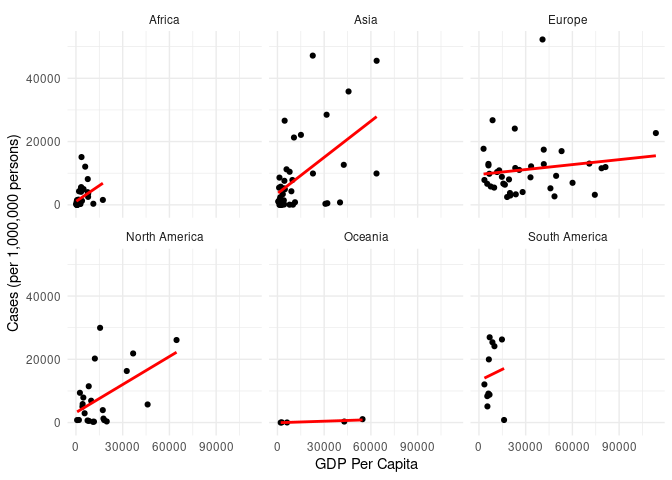 Africa Asia Europe
40000
20000
0
North America Oceania South America
40000
20000
0
0 30000 60000 90000 0 30000 60000 90000 0 30000 60000 90000
GDP Per Capita
Cases (per 1,000,000 persons)